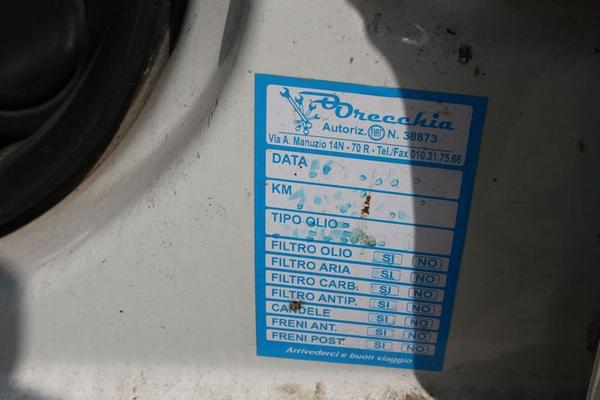 Orecchia
Autoriz. FIAT N. 38873
Via A. Manuzio 14N - 70 R - Tel./Fax 010.31.75.66
DATA
KM
TIPO OLIO
FILTRO OLIO SI NO
FILTRO ARIA SI NO
FILTRO CARB. SI NO
FILTRO ANTIP. SI NO
CANDELE SI NO
FRENI ANT. SI NO
FRENI POST. SI NO
Arrivederci e buon viaggio